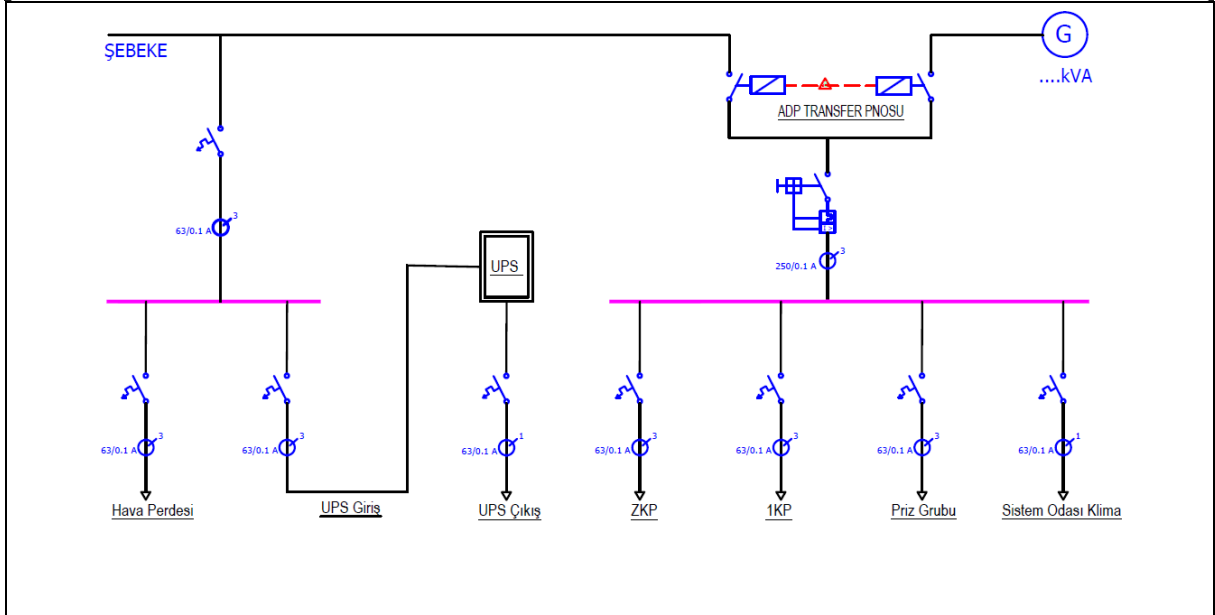 ŞEBEKE
G
....kVA
ADP TRANSFER PNOSU
3
63/0.1 A
I >
3
250/0.1 A
UPS
3
63/0.1 A
3
63/0.1 A
1
63/0.1 A
3
63/0.1 A
3
63/0.1 A
3
63/0.1 A
1
63/0.1 A
Hava Perdesi
UPS Giriş
UPS Çıkış
ZKP
1KP
Priz Grubu
Sistem Odası Klima